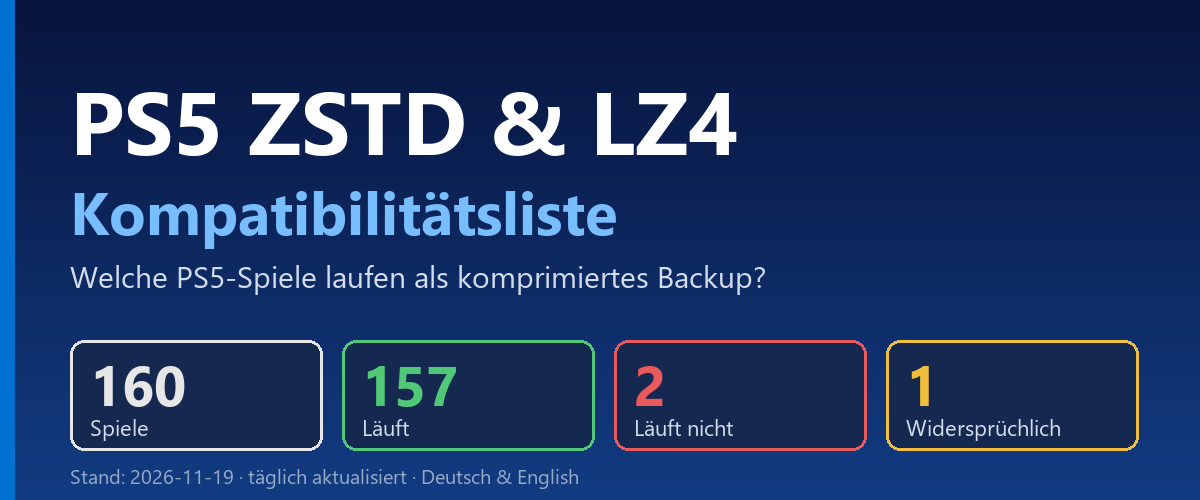 PS5 ZSTD & LZ4
Kompatibilitätsliste
Welche PS5-Spiele laufen als komprimiertes Backup?
160
Spiele
157
Läuft
2
Läuft nicht
1
Widersprüchlich
Stand: 2026-11-19 · täglich aktualisiert · Deutsch & English